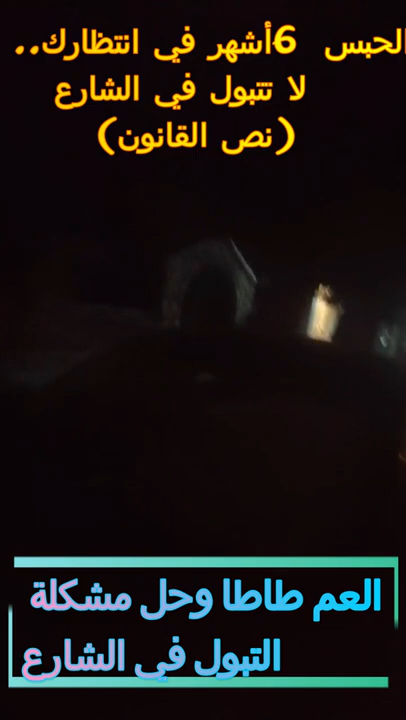 الحبس 6أشهر في انتظارك..
لا تتبول في الشارع
(نص القانون)
العم طاطا وحل مشكلة
التبول في الشارع